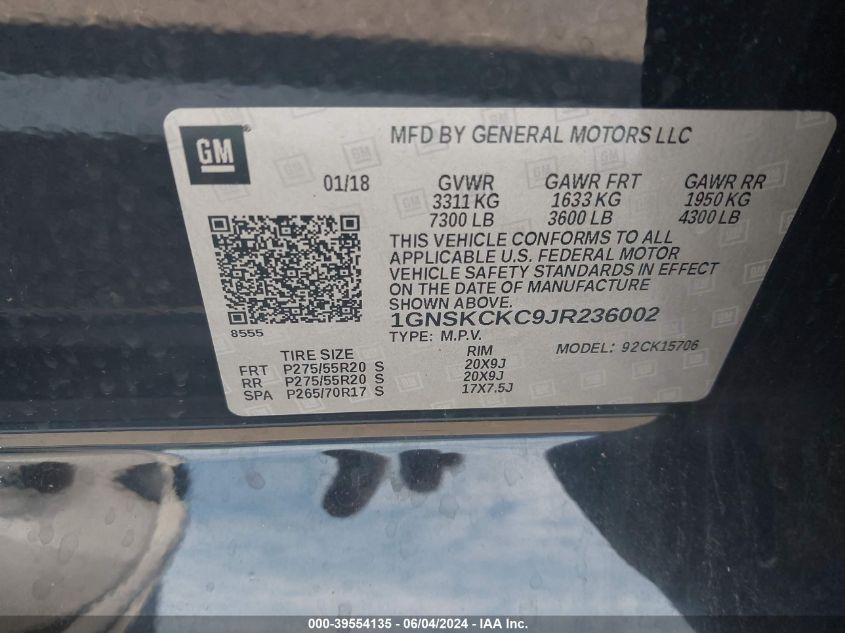 GM ®
MFD BY GENERAL MOTORS LLC
01/18 GVWR GAWR FRT GAWR RR
3311 KG 1633 KG 1950 KG
7300 LB 3600 LB 4300 LB
THIS VEHICLE CONFORMS TO ALL
APPLICABLE U.S. FEDERAL MOTOR
VEHICLE SAFETY STANDARDS IN EFFECT
ON THE DATE OF MANUFACTURE
SHOWN ABOVE.
8555
1GNSKCKC9JR236002
TYPE: M.P.V. MODEL: 92CK15706
TIRE SIZE RIM
FRT P275/55R20 S 20X9J
RR P275/55R20 S 20X9J
SPA P265/70R17 S 17X7.5J
000-39554135 - 06/04/2024 - IAA Inc.